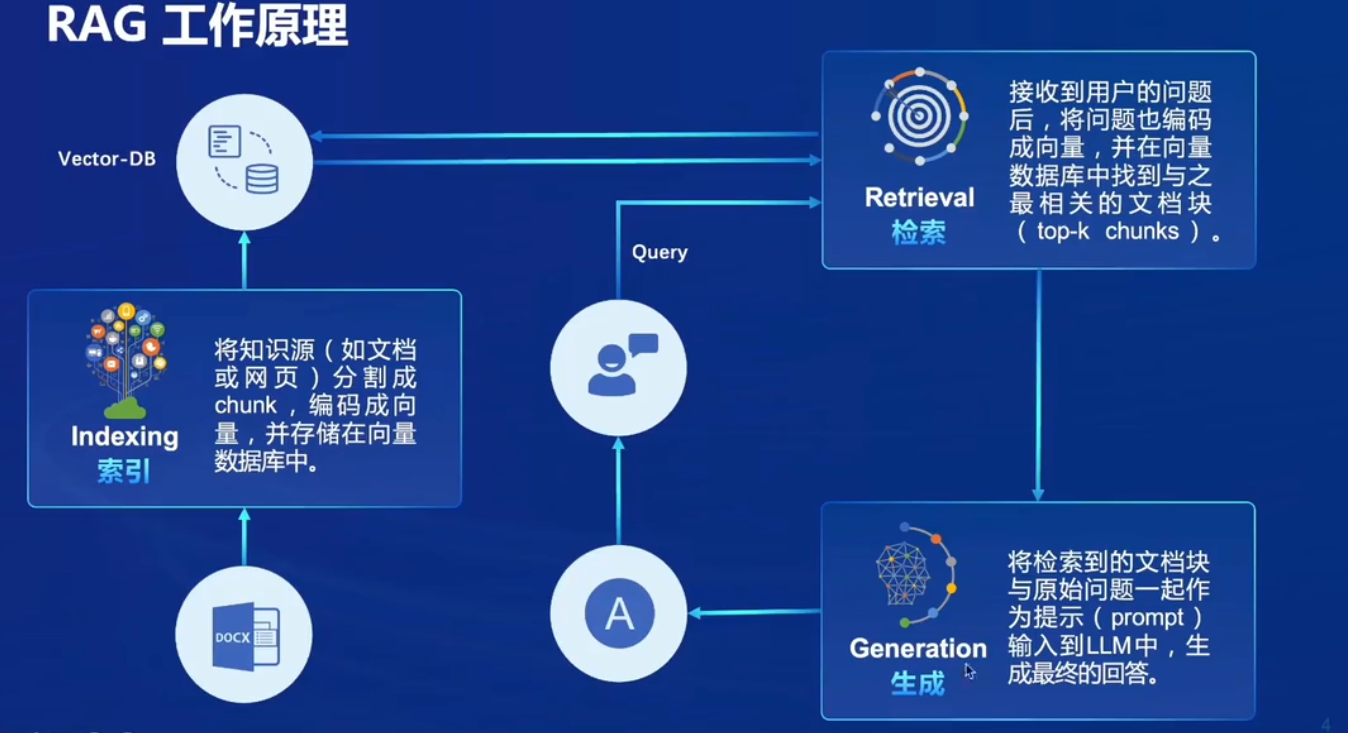 RAG 工作原理
Vector-DB
接收到用户的问题
后，将问题也编码
成向量，并在向量
数据库中找到与之
最相关的文档块
（top-k chunks）。
Retrieval
检索
Query
将知识源（如文档
或网页）分割成
chunk，编码成向
量，并存储在向量
数据库中。
Indexing
索引
DOCX
A
将检索到的文档块
与原始问题一起作
为提示（prompt）
输入到LLM中，生
成最终的回答。
Generation
生成
4